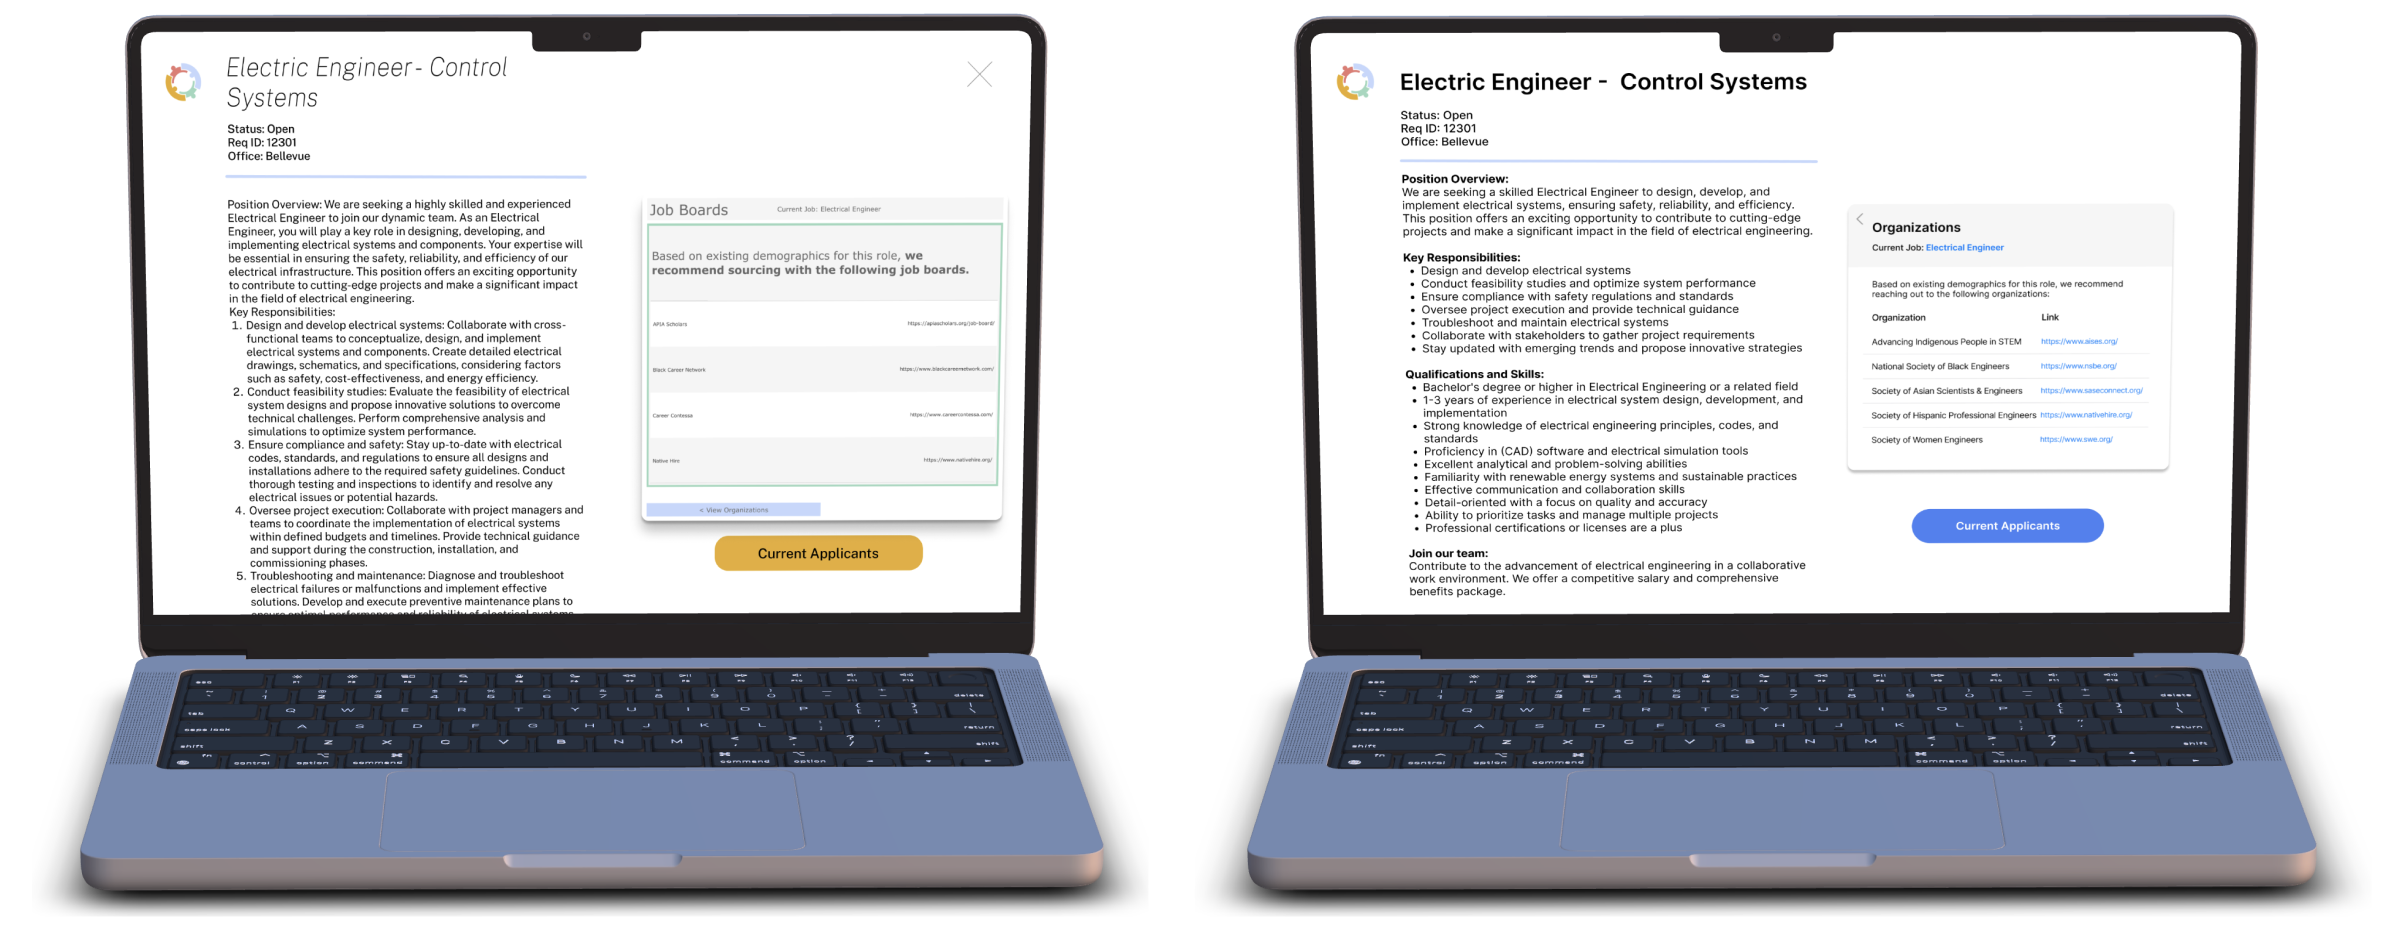 Electric Engineer - Control
Systems
Status: Open
Req ID: 12301
Office: Bellevue
Position Overview: We are seeking a highly skilled and experienced
Electrical Engineer to join our dynamic team. As an Electrical
Engineer, you will play a key role in designing, developing, and
implementing electrical systems and components. Your expertise will
be essential in ensuring the safety, reliability, and efficiency of our
electrical infrastructure. This position offers an exciting opportunity
to contribute to cutting-edge projects and make a significant impact
in the field of electrical engineering.
Key Responsibilities:
1. Design and develop electrical systems: Collaborate with cross-
functional teams to conceptualize, design, and implement
electrical systems and components. Create detailed electrical
drawings, schematics, and specifications, considering factors
such as safety, cost-effectiveness, and energy efficiency.
2. Conduct feasibility studies: Evaluate the feasibility of electrical
system designs and propose innovative solutions to overcome
technical challenges. Perform comprehensive analysis and
simulations to optimize system performance.
3. Ensure compliance and safety: Stay up-to-date with electrical
codes, standards, and regulations to ensure all designs and
installations adhere to the required safety guidelines. Conduct
thorough testing and inspections to identify and resolve any
electrical issues or potential hazards.
4. Oversee project execution: Collaborate with project managers and
teams to coordinate the implementation of electrical systems
within defined budgets and timelines. Provide technical guidance
and support during the construction, installation, and
commissioning phases.
5. Troubleshooting and maintenance: Diagnose and troubleshoot
electrical failures or malfunctions and implement effective
solutions. Develop and execute preventive maintenance plans to
ensure optimal performance and reliability of electrical systems
Job Boards
Current Job: Electrical Engineer
Based on existing demographics for this role, we
recommend sourcing with the following job boards.
APIA Scholars https://apiascholars.org/job-board/
Black Career Network https://www.blackcareernetwork.com/
Career Contessa https://www.careercontessa.com/
Native Hire https://www.nativehire.org/
< View Organizations
Current Applicants
Electric Engineer - Control Systems
Status: Open
Req ID: 12301
Office: Bellevue
Position Overview:
We are seeking a skilled Electrical Engineer to design, develop, and
implement electrical systems, ensuring safety, reliability, and efficiency.
This position offers an exciting opportunity to contribute to cutting-edge
projects and make a significant impact in the field of electrical engineering.
Key Responsibilities:
• Design and develop electrical systems
• Conduct feasibility studies and optimize system performance
• Ensure compliance with safety regulations and standards
• Oversee project execution and provide technical guidance
• Troubleshoot and maintain electrical systems
• Collaborate with stakeholders to gather project requirements
• Stay updated with emerging trends and propose innovative strategies
Qualifications and Skills:
• Bachelor's degree or higher in Electrical Engineering or a related field
• 1-3 years of experience in electrical system design, development, and
implementation
• Strong knowledge of electrical engineering principles, codes, and
standards
• Proficiency in (CAD) software and electrical simulation tools
• Excellent analytical and problem-solving abilities
• Familiarity with renewable energy systems and sustainable practices
• Effective communication and collaboration skills
• Detail-oriented with a focus on quality and accuracy
• Ability to prioritize tasks and manage multiple projects
• Professional certifications or licenses are a plus
Join our team:
Contribute to the advancement of electrical engineering in a collaborative
work environment. We offer a competitive salary and comprehensive
benefits package.
Organizations
Current Job: Electrical Engineer
Based on existing demographics for this role, we recommend
reaching out to the following organizations:
Organization Link
Advancing Indigenous People in STEM https://www.aises.org/
National Society of Black Engineers https://www.nsbe.org/
Society of Asian Scientists & Engineers https://www.saseconnect.org/
Society of Hispanic Professional Engineers https://www.nativehire.org/
Society of Women Engineers https://www.swe.org/
Current Applicants